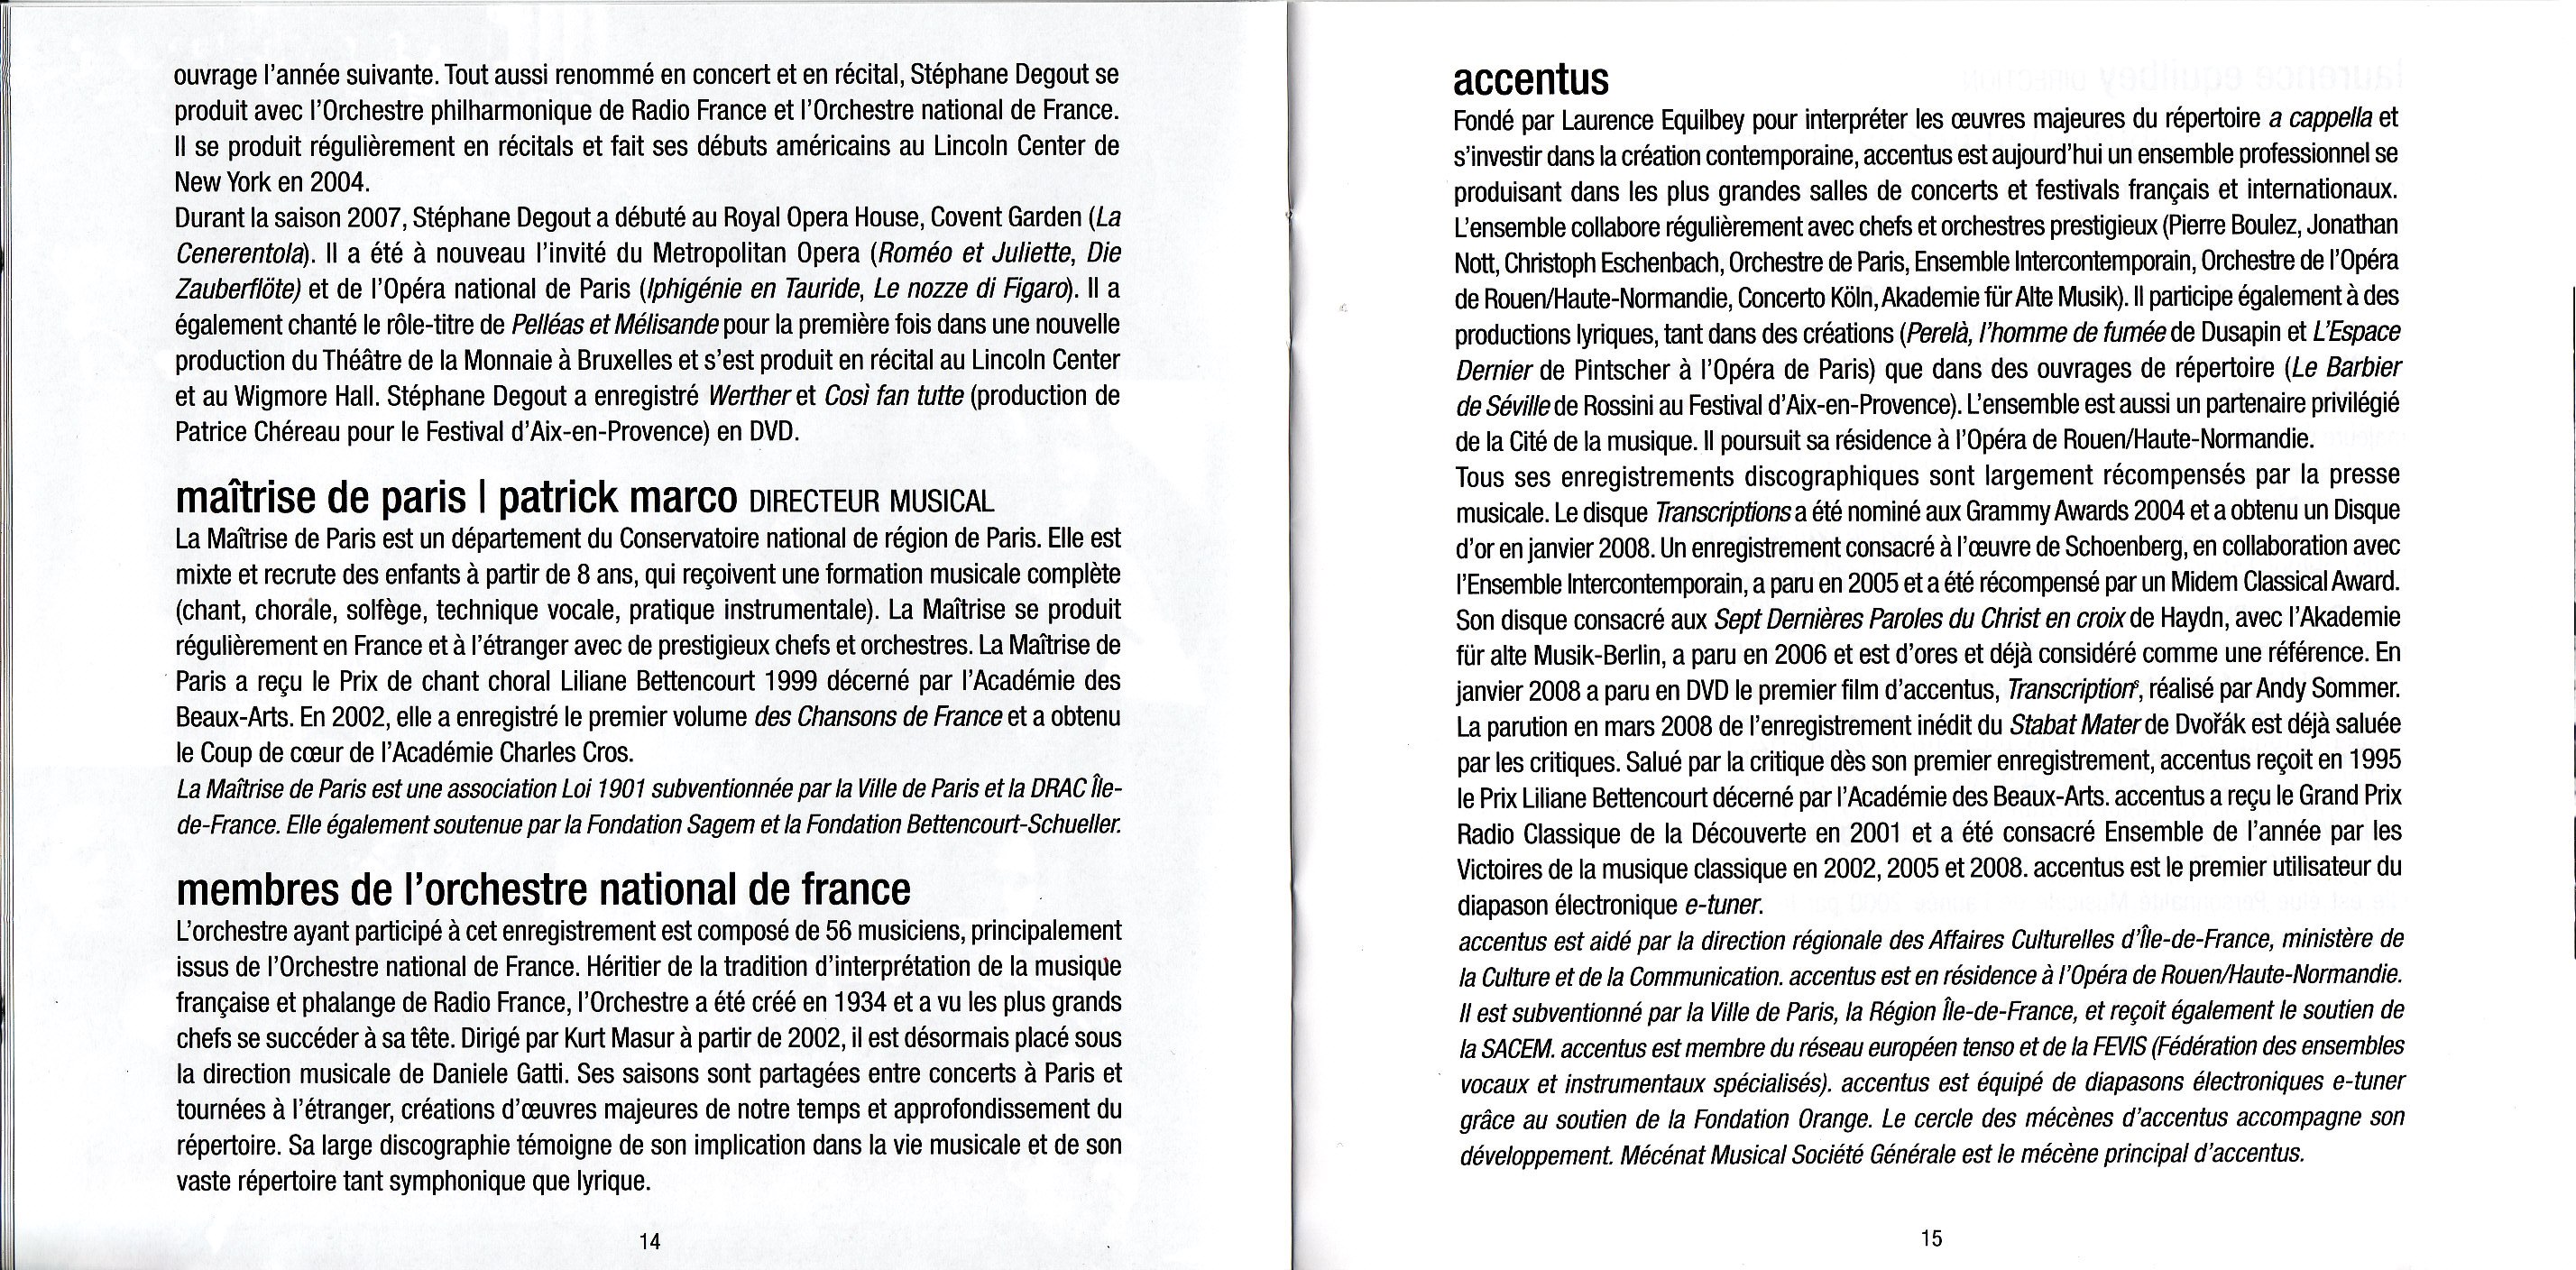 ouvrage l'année suivante. Tout aussi renommé en concert et en récital, Stéphane Degout se
produit avec l'Orchestre philharmonique de Radio France et l'Orchestre national de France.
Il se produit régulièrement en récitals et fait ses débuts américains au Lincoln Center de
New York en 2004.
Durant la saison 2007, Stéphane Degout a débuté au Royal Opera House, Covent Garden (La
Cenerentola). Il a été à nouveau l'invité du Metropolitan Opera (Roméo et Juliette, Die
Zauberflöte) et de l'Opéra national de Paris (Iphigénie en Tauride, Le nozze di Figaro). Il a
également chanté le rôle-titre de Pelléas et Mélisande pour la première fois dans une nouvelle
production du Théâtre de la Monnaie à Bruxelles et s'est produit en récital au Lincoln Center
et au Wigmore Hall. Stéphane Degout a enregistré Werther et Così fan tutte (production de
Patrice Chéreau pour le Festival d'Aix-en-Provence) en DVD.
maîtrise de paris | patrick marco DIRECTEUR MUSICAL
La Maîtrise de Paris est un département du Conservatoire national de région de Paris. Elle est
mixte et recrute des enfants à partir de 8 ans, qui reçoivent une formation musicale complète
(chant, chorale, solfège, technique vocale, pratique instrumentale). La Maîtrise se produit
régulièrement en France et à l'étranger avec de prestigieux chefs et orchestres. La Maîtrise de
Paris a reçu le Prix de chant choral Liliane Bettencourt 1999 décerné par l'Académie des
Beaux-Arts. En 2002, elle a enregistré le premier volume des Chansons de France et a obtenu
le Coup de cœur de l'Académie Charles Cros.
La Maîtrise de Paris est une association Loi 1901 subventionnée par la Ville de Paris et la DRAC Île-
de-France. Elle également soutenue par la Fondation Sagem et la Fondation Bettencourt-Schueller.
membres de l'orchestre national de france
L'orchestre ayant participé à cet enregistrement est composé de 56 musiciens, principalement
issus de l'Orchestre national de France. Héritier de la tradition d'interprétation de la musique
française et phalange de Radio France, l'Orchestre a été créé en 1934 et a vu les plus grands
chefs se succéder à sa tête. Dirigé par Kurt Masur à partir de 2002, il est désormais placé sous
la direction musicale de Daniele Gatti. Ses saisons sont partagées entre concerts à Paris et
tournées à l'étranger, créations d'œuvres majeures de notre temps et approfondissement du
répertoire. Sa large discographie témoigne de son implication dans la vie musicale et de son
vaste répertoire tant symphonique que lyrique.
14
accentus
Fondé par Laurence Equilbey pour interpréter les œuvres majeures du répertoire a cappella et
s'investir dans la création contemporaine, accentus est aujourd'hui un ensemble professionnel se
produisant dans les plus grandes salles de concerts et festivals français et internationaux.
L'ensemble collabore régulièrement avec chefs et orchestres prestigieux (Pierre Boulez, Jonathan
Nott, Christoph Eschenbach, Orchestre de Paris, Ensemble Intercontemporain, Orchestre de l'Opéra
de Rouen/Haute-Normandie, Concerto Köln, Akademie für Alte Musik). Il participe également à des
productions lyriques, tant dans des créations (Perelà, l'homme de fumée de Dusapin et L'Espace
Dernier de Pintscher à l'Opéra de Paris) que dans des ouvrages de répertoire (Le Barbier
de Séville de Rossini au Festival d'Aix-en-Provence). L'ensemble est aussi un partenaire privilégié
de la Cité de la musique. Il poursuit sa résidence à l'Opéra de Rouen/Haute-Normandie.
Tous ses enregistrements discographiques sont largement récompensés par la presse
musicale. Le disque Transcriptions a été nominé aux Grammy Awards 2004 et a obtenu un Disque
d'or en janvier 2008. Un enregistrement consacré à l'œuvre de Schoenberg, en collaboration avec
l'Ensemble Intercontemporain, a paru en 2005 et a été récompensé par un Midem Classical Award.
Son disque consacré aux Sept Dernières Paroles du Christ en croix de Haydn, avec l'Akademie
für alte Musik-Berlin, a paru en 2006 et est d'ores et déjà considéré comme une référence. En
janvier 2008 a paru en DVD le premier film d'accentus, Transcriptions, réalisé par Andy Sommer.
La parution en mars 2008 de l'enregistrement inédit du Stabat Mater de Dvořák est déjà saluée
par les critiques. Salué par la critique dès son premier enregistrement, accentus reçoit en 1995
le Prix Liliane Bettencourt décerné par l'Académie des Beaux-Arts. accentus a reçu le Grand Prix
Radio Classique de la Découverte en 2001 et a été consacré Ensemble de l'année par les
Victoires de la musique classique en 2002, 2005 et 2008. accentus est le premier utilisateur du
diapason électronique e-tuner.
accentus est aidé par la direction régionale des Affaires Culturelles d'Île-de-France, ministère de
la Culture et de la Communication. accentus est en résidence à l'Opéra de Rouen/Haute-Normandie.
Il est subventionné par la Ville de Paris, la Région Île-de-France, et reçoit également le soutien de
la SACEM. accentus est membre du réseau européen tenso et de la FEVIS (Fédération des ensembles
vocaux et instrumentaux spécialisés). accentus est équipé de diapasons électroniques e-tuner
grâce au soutien de la Fondation Orange. Le cercle des mécènes d'accentus accompagne son
développement. Mécénat Musical Société Générale est le mécène principal d'accentus.
15